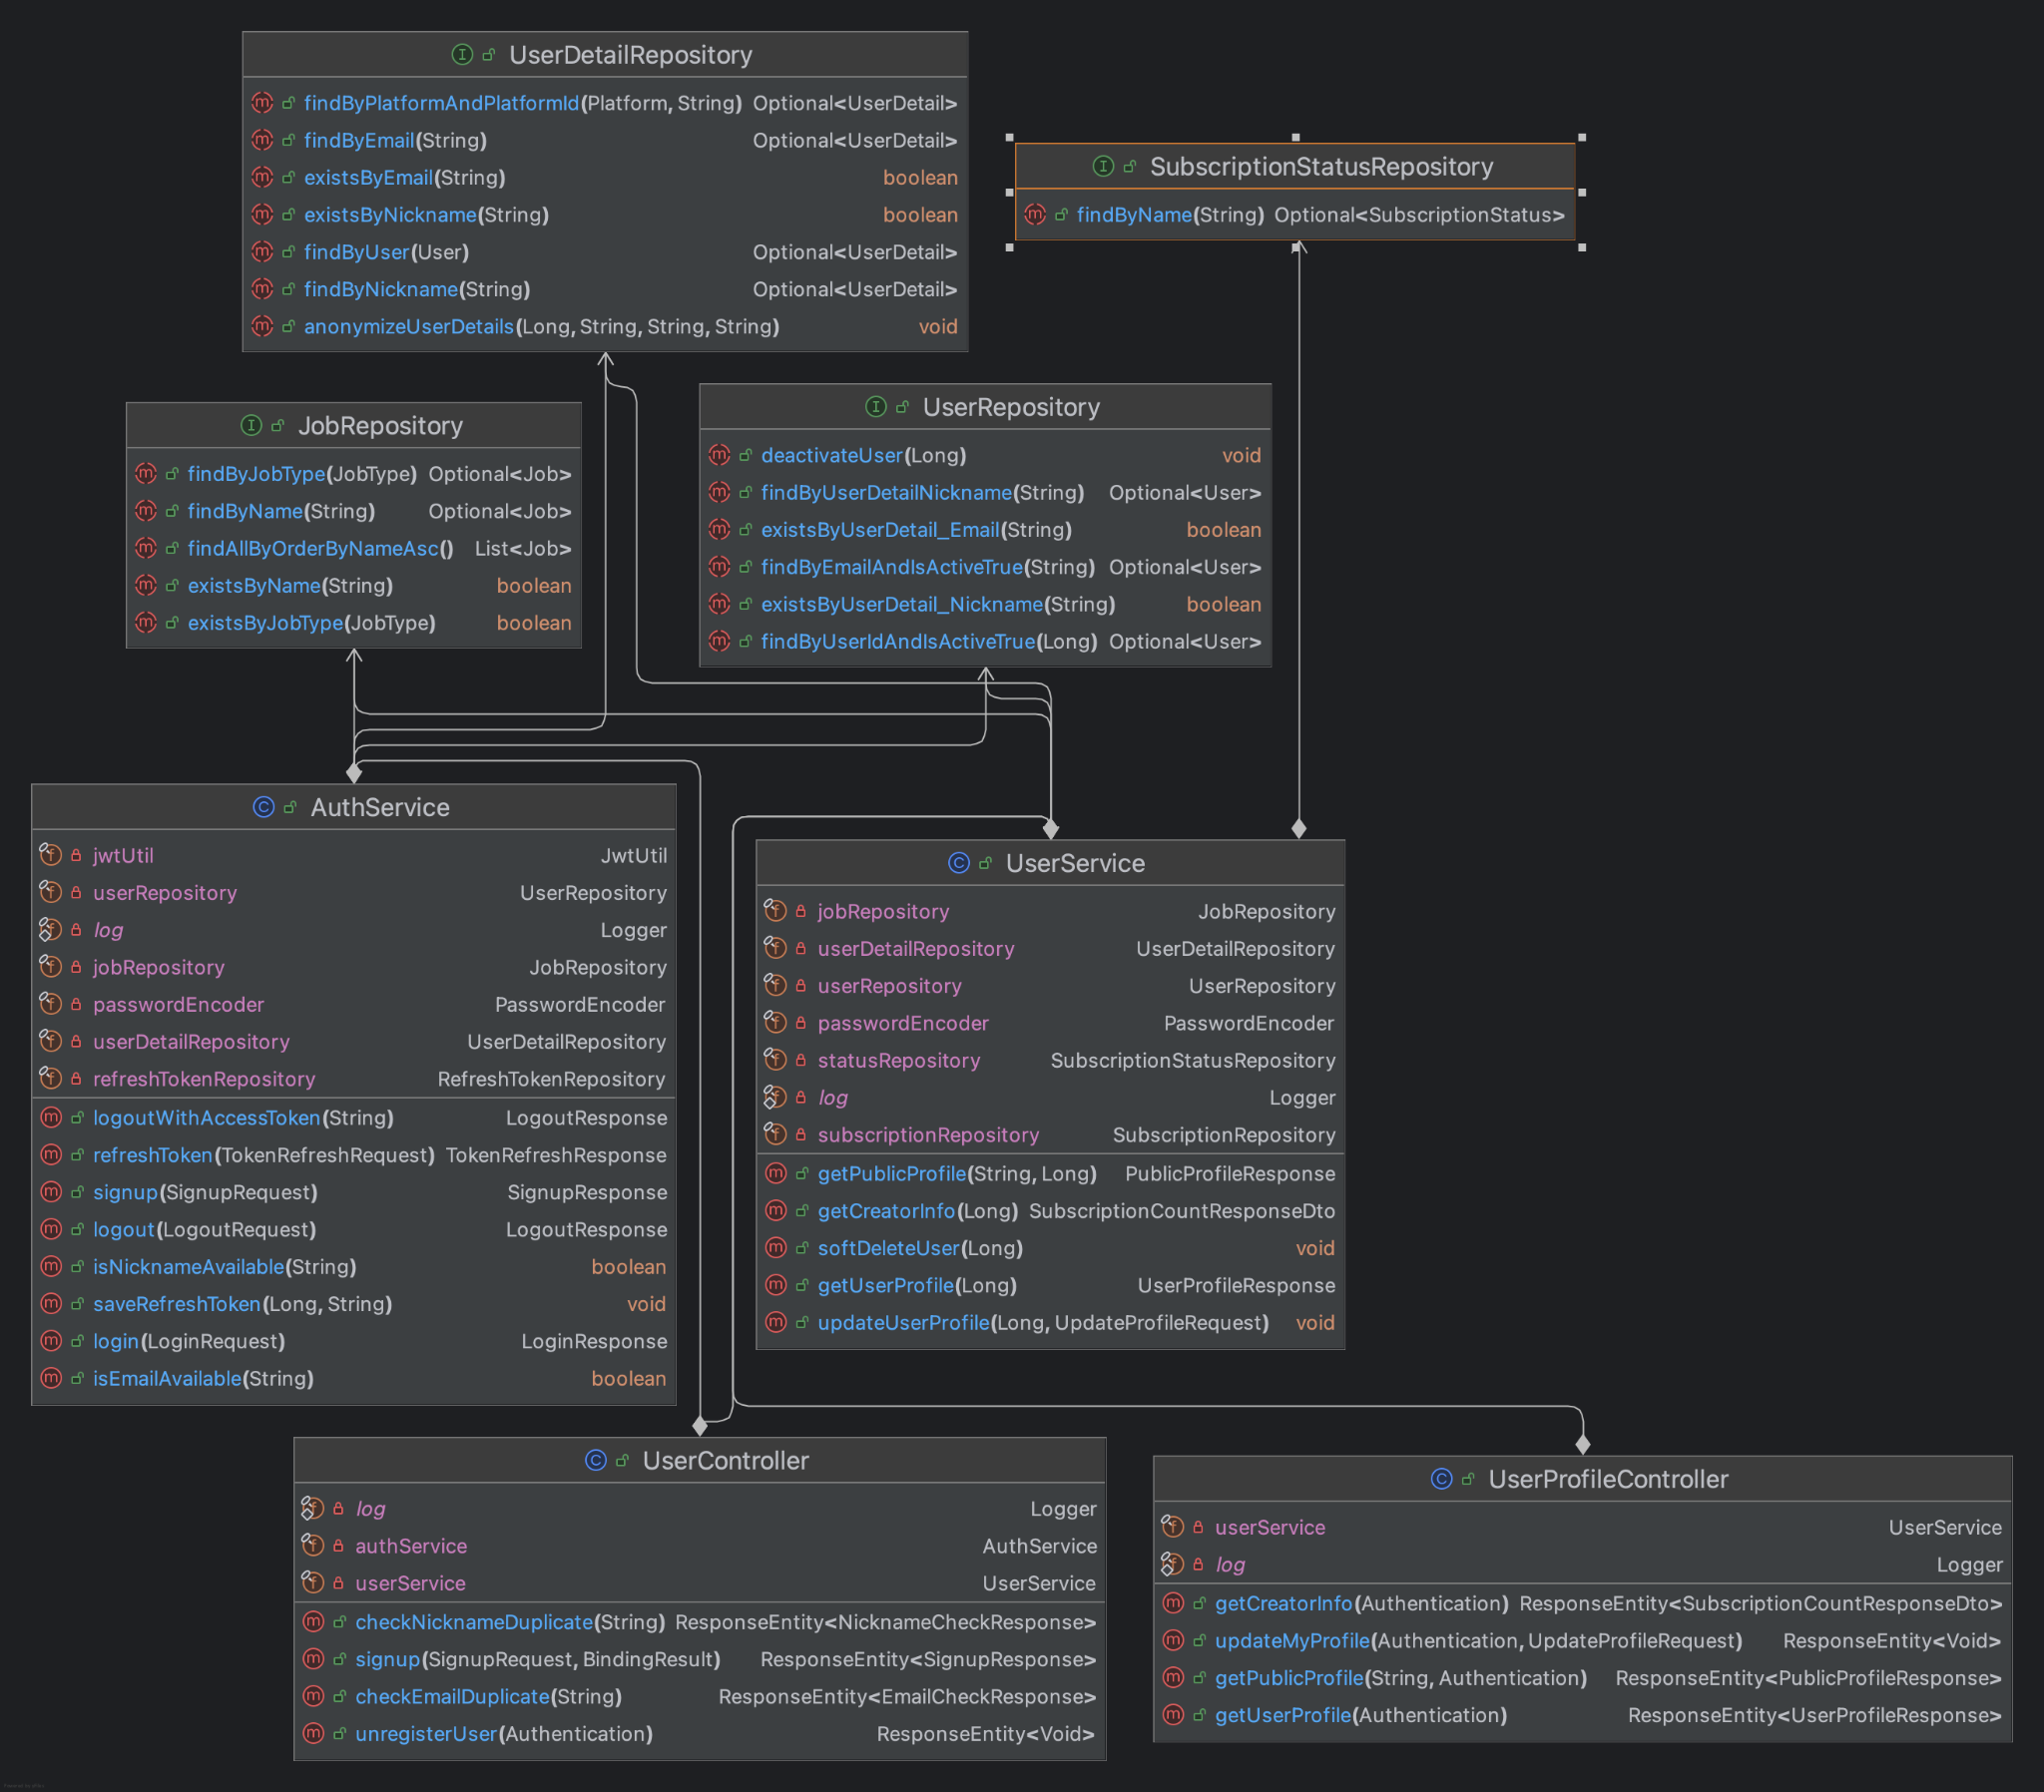 UserDetailRepository
findByPlatformAndPlatformId(Platform, String) Optional<UserDetail>
findByEmail(String) Optional<UserDetail>
existsByEmail(String) boolean
existsByNickname(String) boolean
findByUser(User) Optional<UserDetail>
findByNickname(String) Optional<UserDetail>
anonymizeUserDetails(Long, String, String, String) void
SubscriptionStatusRepository
findByName(String) Optional<SubscriptionStatus>
JobRepository
findByJobType(JobType) Optional<Job>
findByName(String) Optional<Job>
findAllByOrderByNameAsc() List<Job>
existsByName(String) boolean
existsByJobType(JobType) boolean
UserRepository
deactivateUser(Long) void
findByUserDetailNickname(String) Optional<User>
existsByUserDetail_Email(String) boolean
findByEmailAndIsActiveTrue(String) Optional<User>
existsByUserDetail_Nickname(String) boolean
findByUserIdAndIsActiveTrue(Long) Optional<User>
AuthService
jwtUtil JwtUtil
userRepository UserRepository
log Logger
jobRepository JobRepository
passwordEncoder PasswordEncoder
userDetailRepository UserDetailRepository
refreshTokenRepository RefreshTokenRepository
logoutWithAccessToken(String) LogoutResponse
refreshToken(TokenRefreshRequest) TokenRefreshResponse
signup(SignupRequest) SignupResponse
logout(LogoutRequest) LogoutResponse
isNicknameAvailable(String) boolean
saveRefreshToken(Long, String) void
login(LoginRequest) LoginResponse
isEmailAvailable(String) boolean
UserService
jobRepository JobRepository
userDetailRepository UserDetailRepository
userRepository UserRepository
passwordEncoder PasswordEncoder
statusRepository SubscriptionStatusRepository
log Logger
subscriptionRepository SubscriptionRepository
getPublicProfile(String, Long) PublicProfileResponse
getCreatorInfo(Long) SubscriptionCountResponseDto
softDeleteUser(Long) void
getUserProfile(Long) UserProfileResponse
updateUserProfile(Long, UpdateProfileRequest) void
UserController
log Logger
authService AuthService
userService UserService
checkNicknameDuplicate(String) ResponseEntity<NicknameCheckResponse>
signup(SignupRequest, BindingResult) ResponseEntity<SignupResponse>
checkEmailDuplicate(String) ResponseEntity<EmailCheckResponse>
unregisterUser(Authentication) ResponseEntity<Void>
UserProfileController
userService UserService
log Logger
getCreatorInfo(Authentication) ResponseEntity<SubscriptionCountResponseDto>
updateMyProfile(Authentication, UpdateProfileRequest) ResponseEntity<Void>
getPublicProfile(String, Authentication) ResponseEntity<PublicProfileResponse>
getUserProfile(Authentication) ResponseEntity<UserProfileResponse>